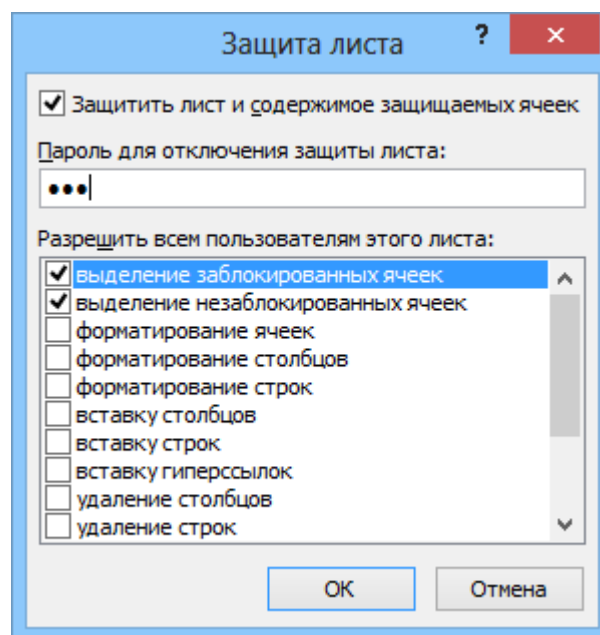 Защита листа ?
Защитить лист и содержимое защищаемых ячеек
Пароль для отключения защиты листа:
●●●
Разрешить всем пользователям этого листа:
выделение заблокированных ячеек
выделение незаблокированных ячеек
форматирование ячеек
форматирование столбцов
форматирование строк
вставку столбцов
вставку строк
вставку гиперссылок
удаление столбцов
удаление строк
ОК Отмена